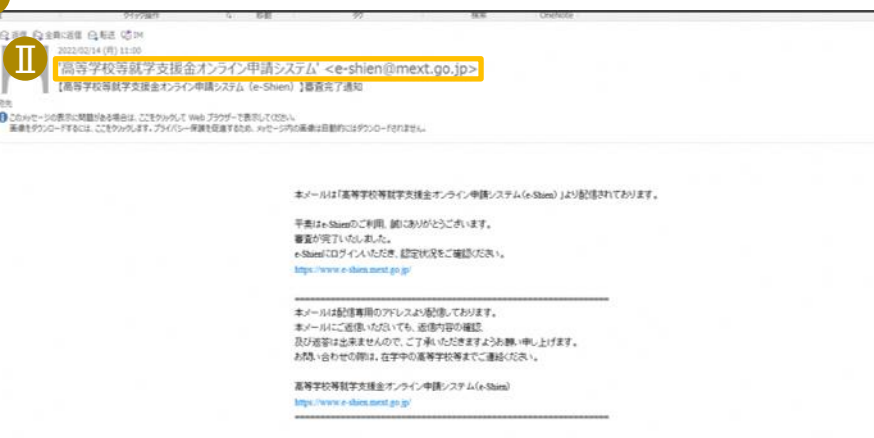 クイック操作 移動 タグ 検索 OneNote
返信 全員に返信 転送 IM
Ⅱ
2022/02/14 (月) 11:00
'高等学校等就学支援金オンライン申請システム' <e-shien@mext.go.jp>
【高等学校等就学支援金オンライン申請システム（e-Shien）】審査完了通知
宛先
このメッセージの表示に問題がある場合は、ここをクリックして Web ブラウザーで表示してください。
画像をダウンロードするには、ここをクリックします。プライバシー保護を促進するため、メッセージ内の画像は自動的にはダウンロードされません。
本メールは「高等学校等就学支援金オンライン申請システム（e-Shien）」より配信されております。
平素はe-Shienのご利用、誠にありがとうございます。
審査が完了いたしました。
e-Shienにログインいただき、認定状況をご確認ください。
https://www.e-shien.mext.go.jp/
本メールは配信専用のアドレスより配信しております。
本メールにご返信いただいても、返信内容の確認、
及び返答は出来ませんので、ご了承いただきますようお願い申し上げます。
お問い合わせの際は、在学中の高等学校等までご連絡ください。
高等学校等就学支援金オンライン申請システム（e-Shien）
https://www.e-shien.mext.go.jp/